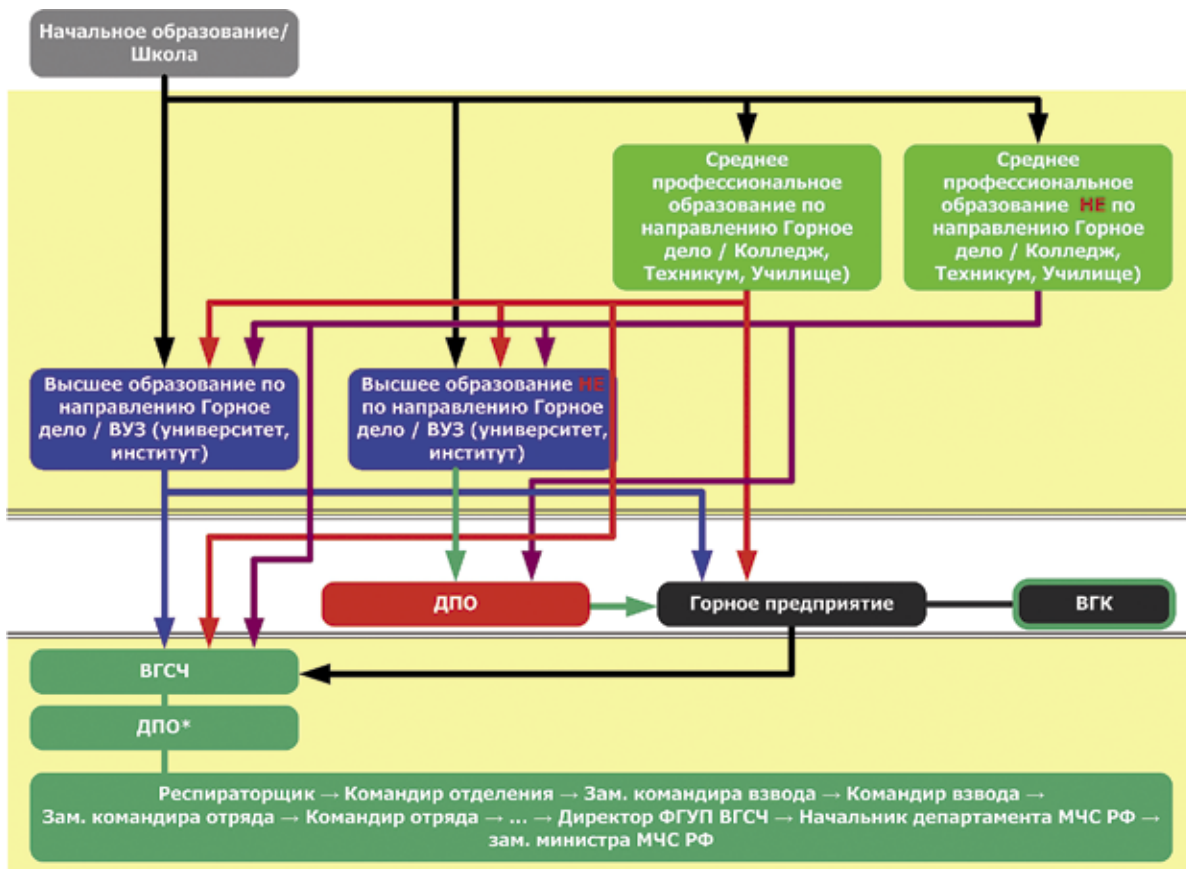 Начальное образование/
Школа
Среднее
профессиональное
образование по
направлению Горное
дело / Колледж,
Техникум, Училище)
Среднее
профессиональное
образование НЕ по
направлению Горное
дело / Колледж,
Техникум, Училище)
Высшее образование по
направлению Горное
дело / ВУЗ (университет,
институт)
Высшее образование НЕ
по направлению Горное
дело / ВУЗ (университет,
институт)
ДПО
Горное предприятие
ВГК
ВГСЧ
ДПО*
Респираторщик → Командир отделения → Зам. командира взвода → Командир взвода →
Зам. командира отряда → Командир отряда → ... → Директор ФГУП ВГСЧ → Начальник департамента МЧС РФ →
зам. министра МЧС РФ